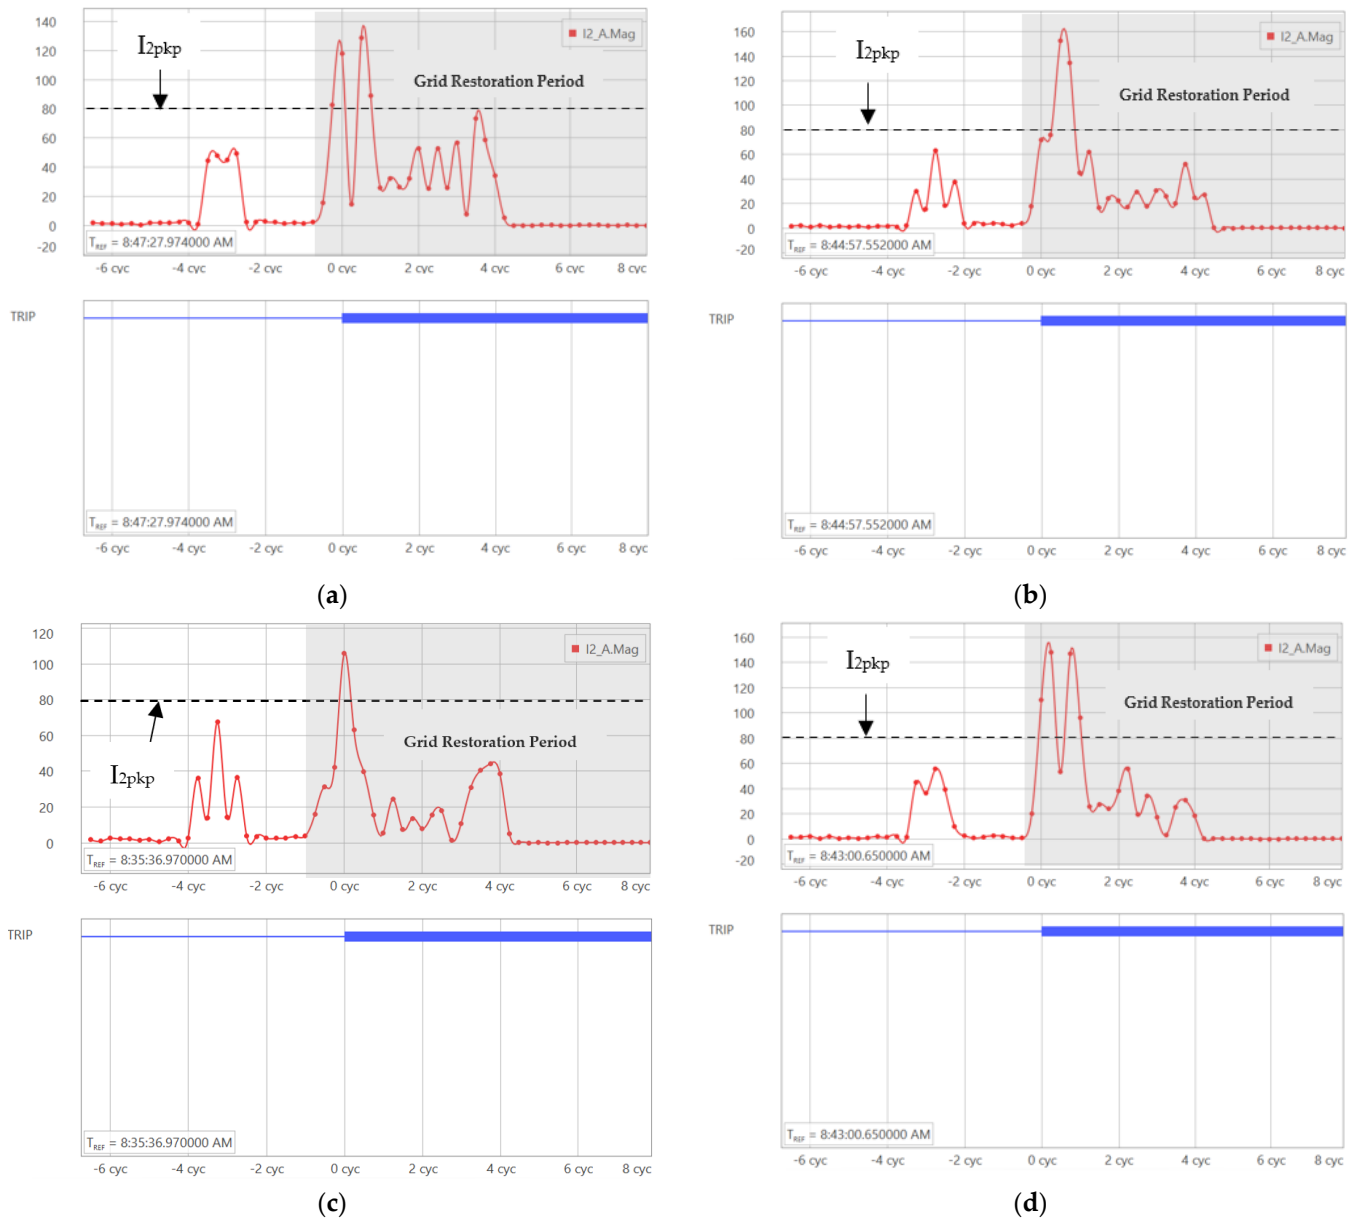 140
120
100
80
60
40
20
0
-20
I2pkp
I2_A.Mag
Grid Restoration Period
TREF = 8:47:27.974000 AM
-6 cyc -4 cyc -2 cyc 0 cyc 2 cyc 4 cyc 6 cyc 8 cyc
TRIP
TREF = 8:47:27.974000 AM
-6 cyc -4 cyc -2 cyc 0 cyc 2 cyc 4 cyc 6 cyc 8 cyc
(a)
160
140
120
100
80
60
40
20
0
-20
I2pkp
I2_A.Mag
Grid Restoration Period
TREF = 8:44:57.552000 AM
-6 cyc -4 cyc -2 cyc 0 cyc 2 cyc 4 cyc 6 cyc 8 cyc
TRIP
TREF = 8:44:57.552000 AM
-6 cyc -4 cyc -2 cyc 0 cyc 2 cyc 4 cyc 6 cyc 8 cyc
(b)
120
100
80
60
40
20
0
I2_A.Mag
Grid Restoration Period
I2pkp
TREF = 8:35:36.970000 AM
-6 cyc -4 cyc -2 cyc 0 cyc 2 cyc 4 cyc 6 cyc 8 cyc
TRIP
TREF = 8:35:36.970000 AM
-6 cyc -4 cyc -2 cyc 0 cyc 2 cyc 4 cyc 6 cyc 8 cyc
(c)
160
140
120
100
80
60
40
20
0
-20
I2pkp
I2_A.Mag
Grid Restoration Period
TREF = 8:43:00.650000 AM
-6 cyc -4 cyc -2 cyc 0 cyc 2 cyc 4 cyc 6 cyc 8 cyc
TRIP
TREF = 8:43:00.650000 AM
-6 cyc -4 cyc -2 cyc 0 cyc 2 cyc 4 cyc 6 cyc 8 cyc
(d)